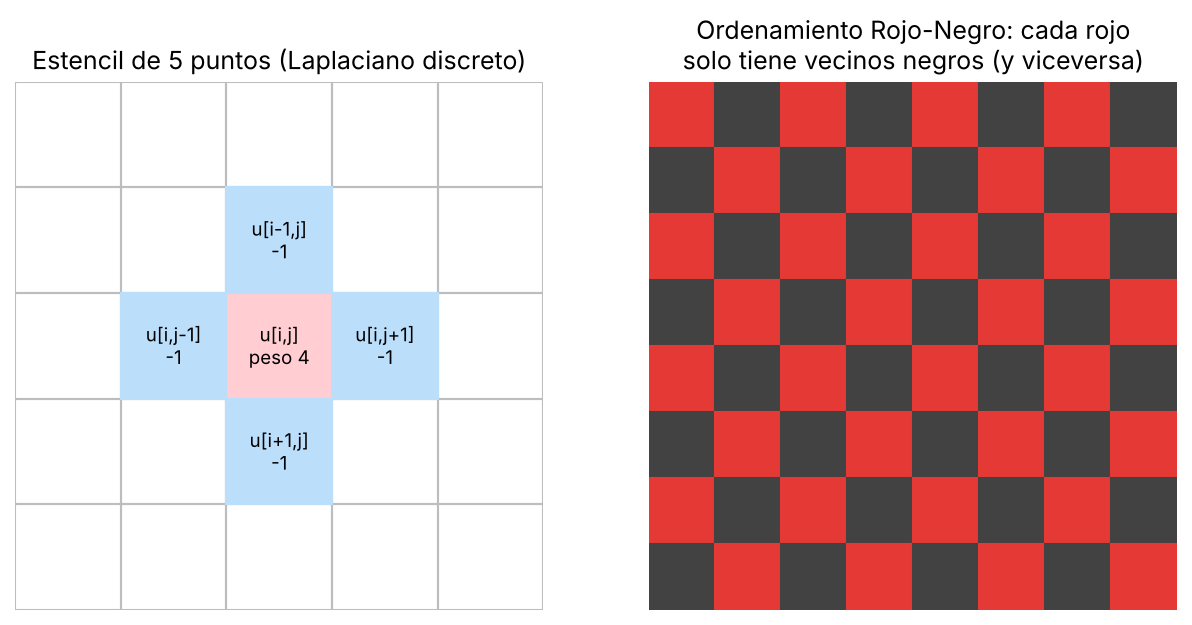 Estencil de 5 puntos (Laplaciano discreto)
u[i-1,j]
-1
u[i,j-1]
-1
u[i,j]
peso 4
u[i,j+1]
-1
u[i+1,j]
-1
Ordenamiento Rojo-Negro: cada rojo
solo tiene vecinos negros (y viceversa)